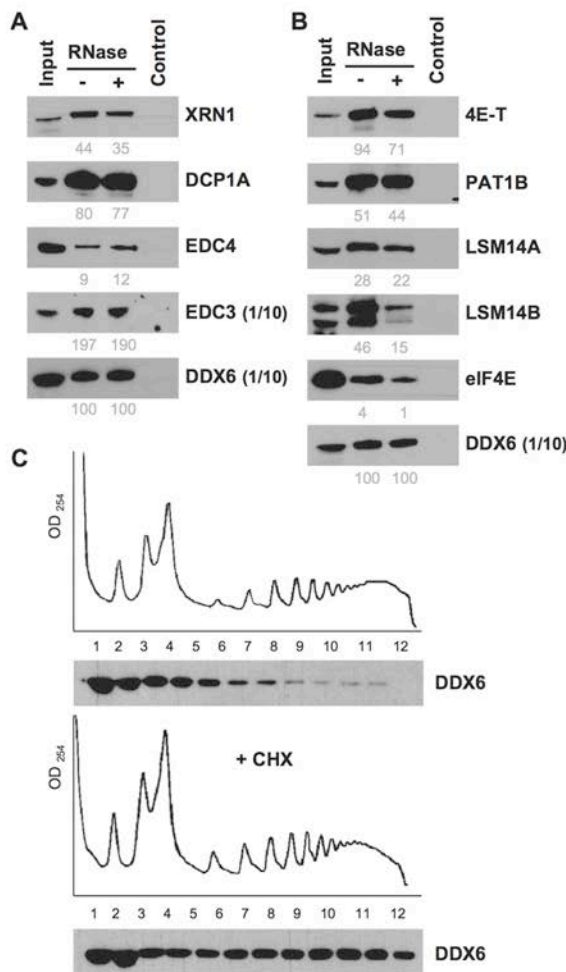 A
Input
RNase
- +
Control
XRN1
44 35
DCP1A
80 77
EDC4
9 12
EDC3 (1/10)
197 190
DDX6 (1/10)
100 100
B
Input
RNase
- +
Control
4E-T
94 71
PAT1B
51 44
LSM14A
28 22
LSM14B
46 15
eIF4E
4 1
DDX6 (1/10)
100 100
C
OD 254
1 2 3 4 5 6 7 8 9 10 11 12
DDX6
OD 254
+ CHX
1 2 3 4 5 6 7 8 9 10 11 12
DDX6